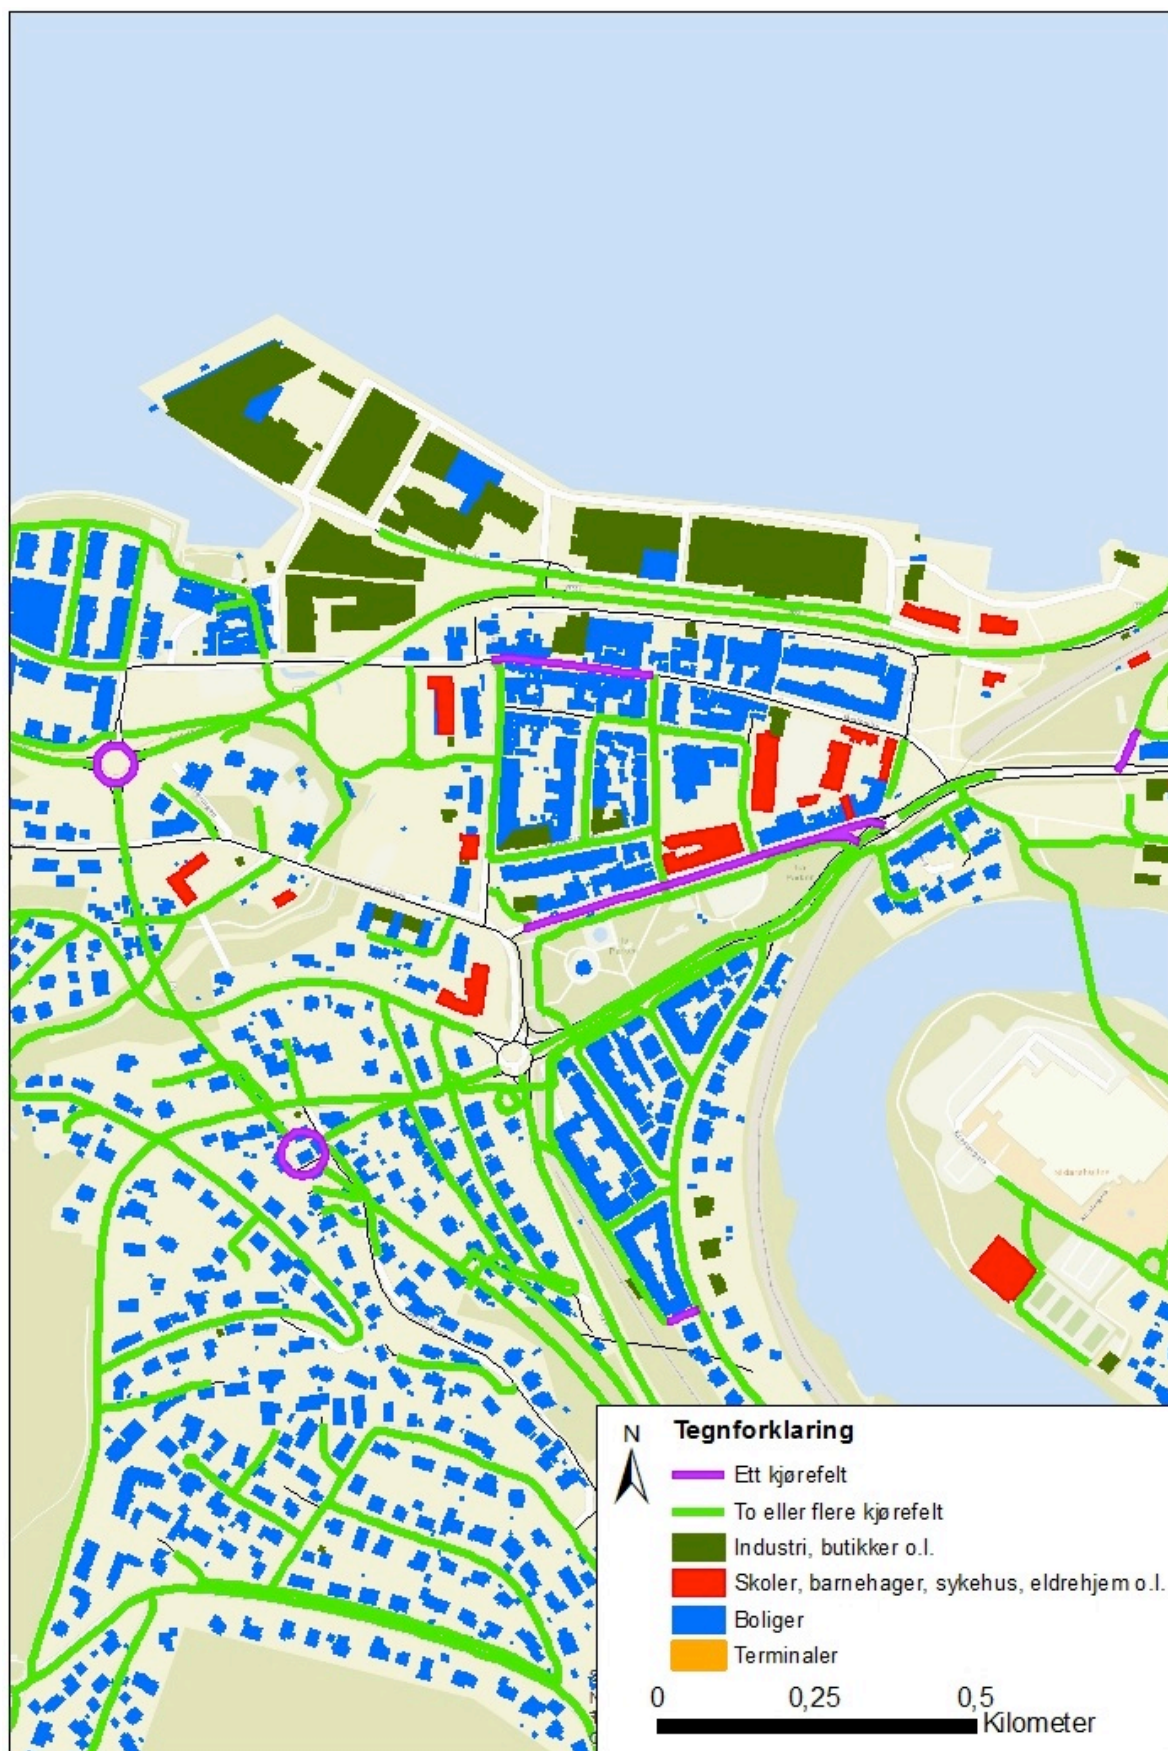 Tegnforklaring
N
Ett kjørefelt
To eller flere kjørefelt
Industri, butikker o.l.
Skoler, barnehager, sykehus, eldrehjem o.l.
Boliger
Terminaler
0 0,25 0,5
Kilometer